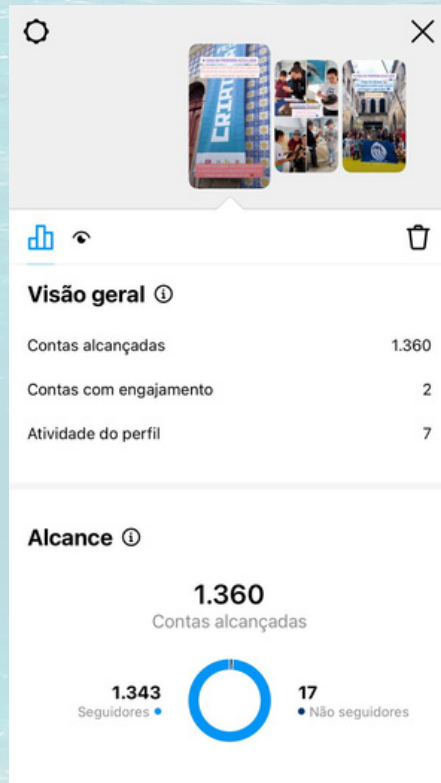 CRIAT
Visão geral
Contas alcançadas 1.360
Contas com engajamento 2
Atividade do perfil 7
Alcance
1.360
Contas alcançadas
1.343
Seguidores
17
Não seguidores